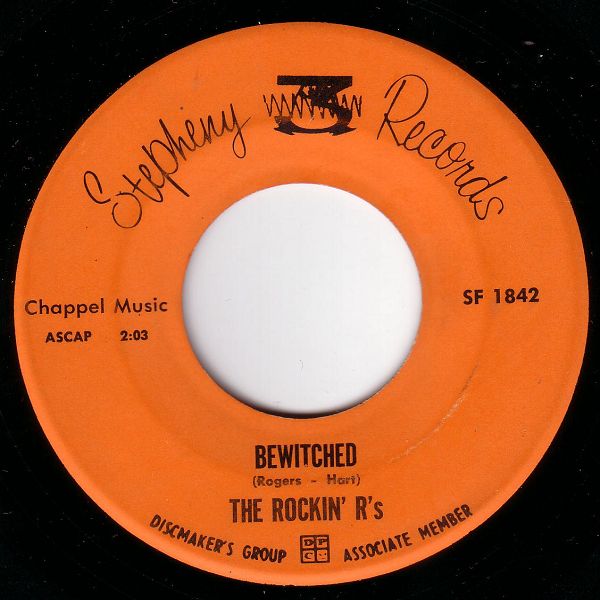 Stepheny Records
Chappel Music
ASCAP 2:03
SF 1842
BEWITCHED
(Rogers - Hart)
THE ROCKIN' R's
DISCMAKER'S GROUP ASSOCIATE MEMBER